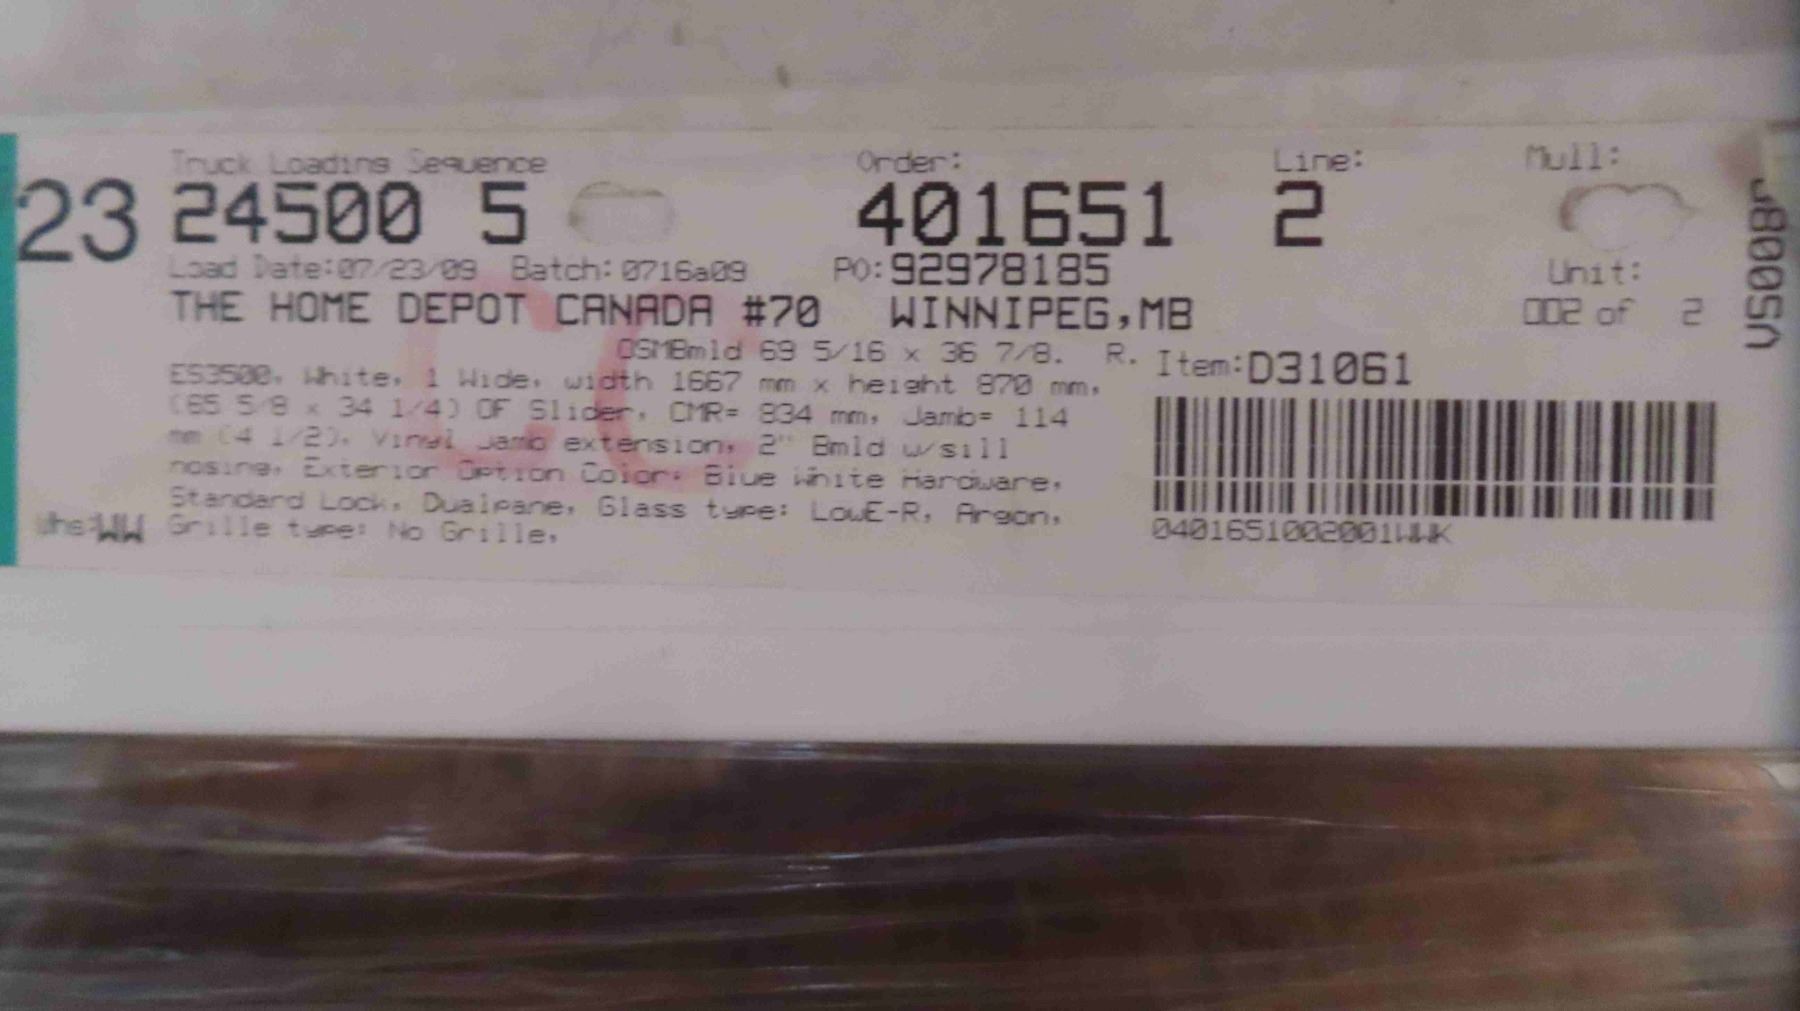 Truck Loading Sequence Order: Line: Mull:
23 24500 5 401651 2
Load Date:07/23/09 Batch: 0716a09 PO:92978185 Unit:
THE HOME DEPOT CANADA #70 WINNIPEG,MB 002 of 2
OSMBmld 69 5/16 x 36 7/8. R. Item:D31061
ES3500, White, 1 Wide, width 1667 mm x height 870 mm,
(65 5/8 x 34 1/4) OF Slider, CMR= 834 mm, Jamb= 114
mm (4 1/2), Vinyl Jamb extension, 2" Bmld w/sill
nosing, Exterior Option Color: Blue White Hardware,
Standard Lock, Dualpane, Glass type: LowE-R, Argon,
whs:WW Grille type: No Grille,
0401651002001WWK
CC